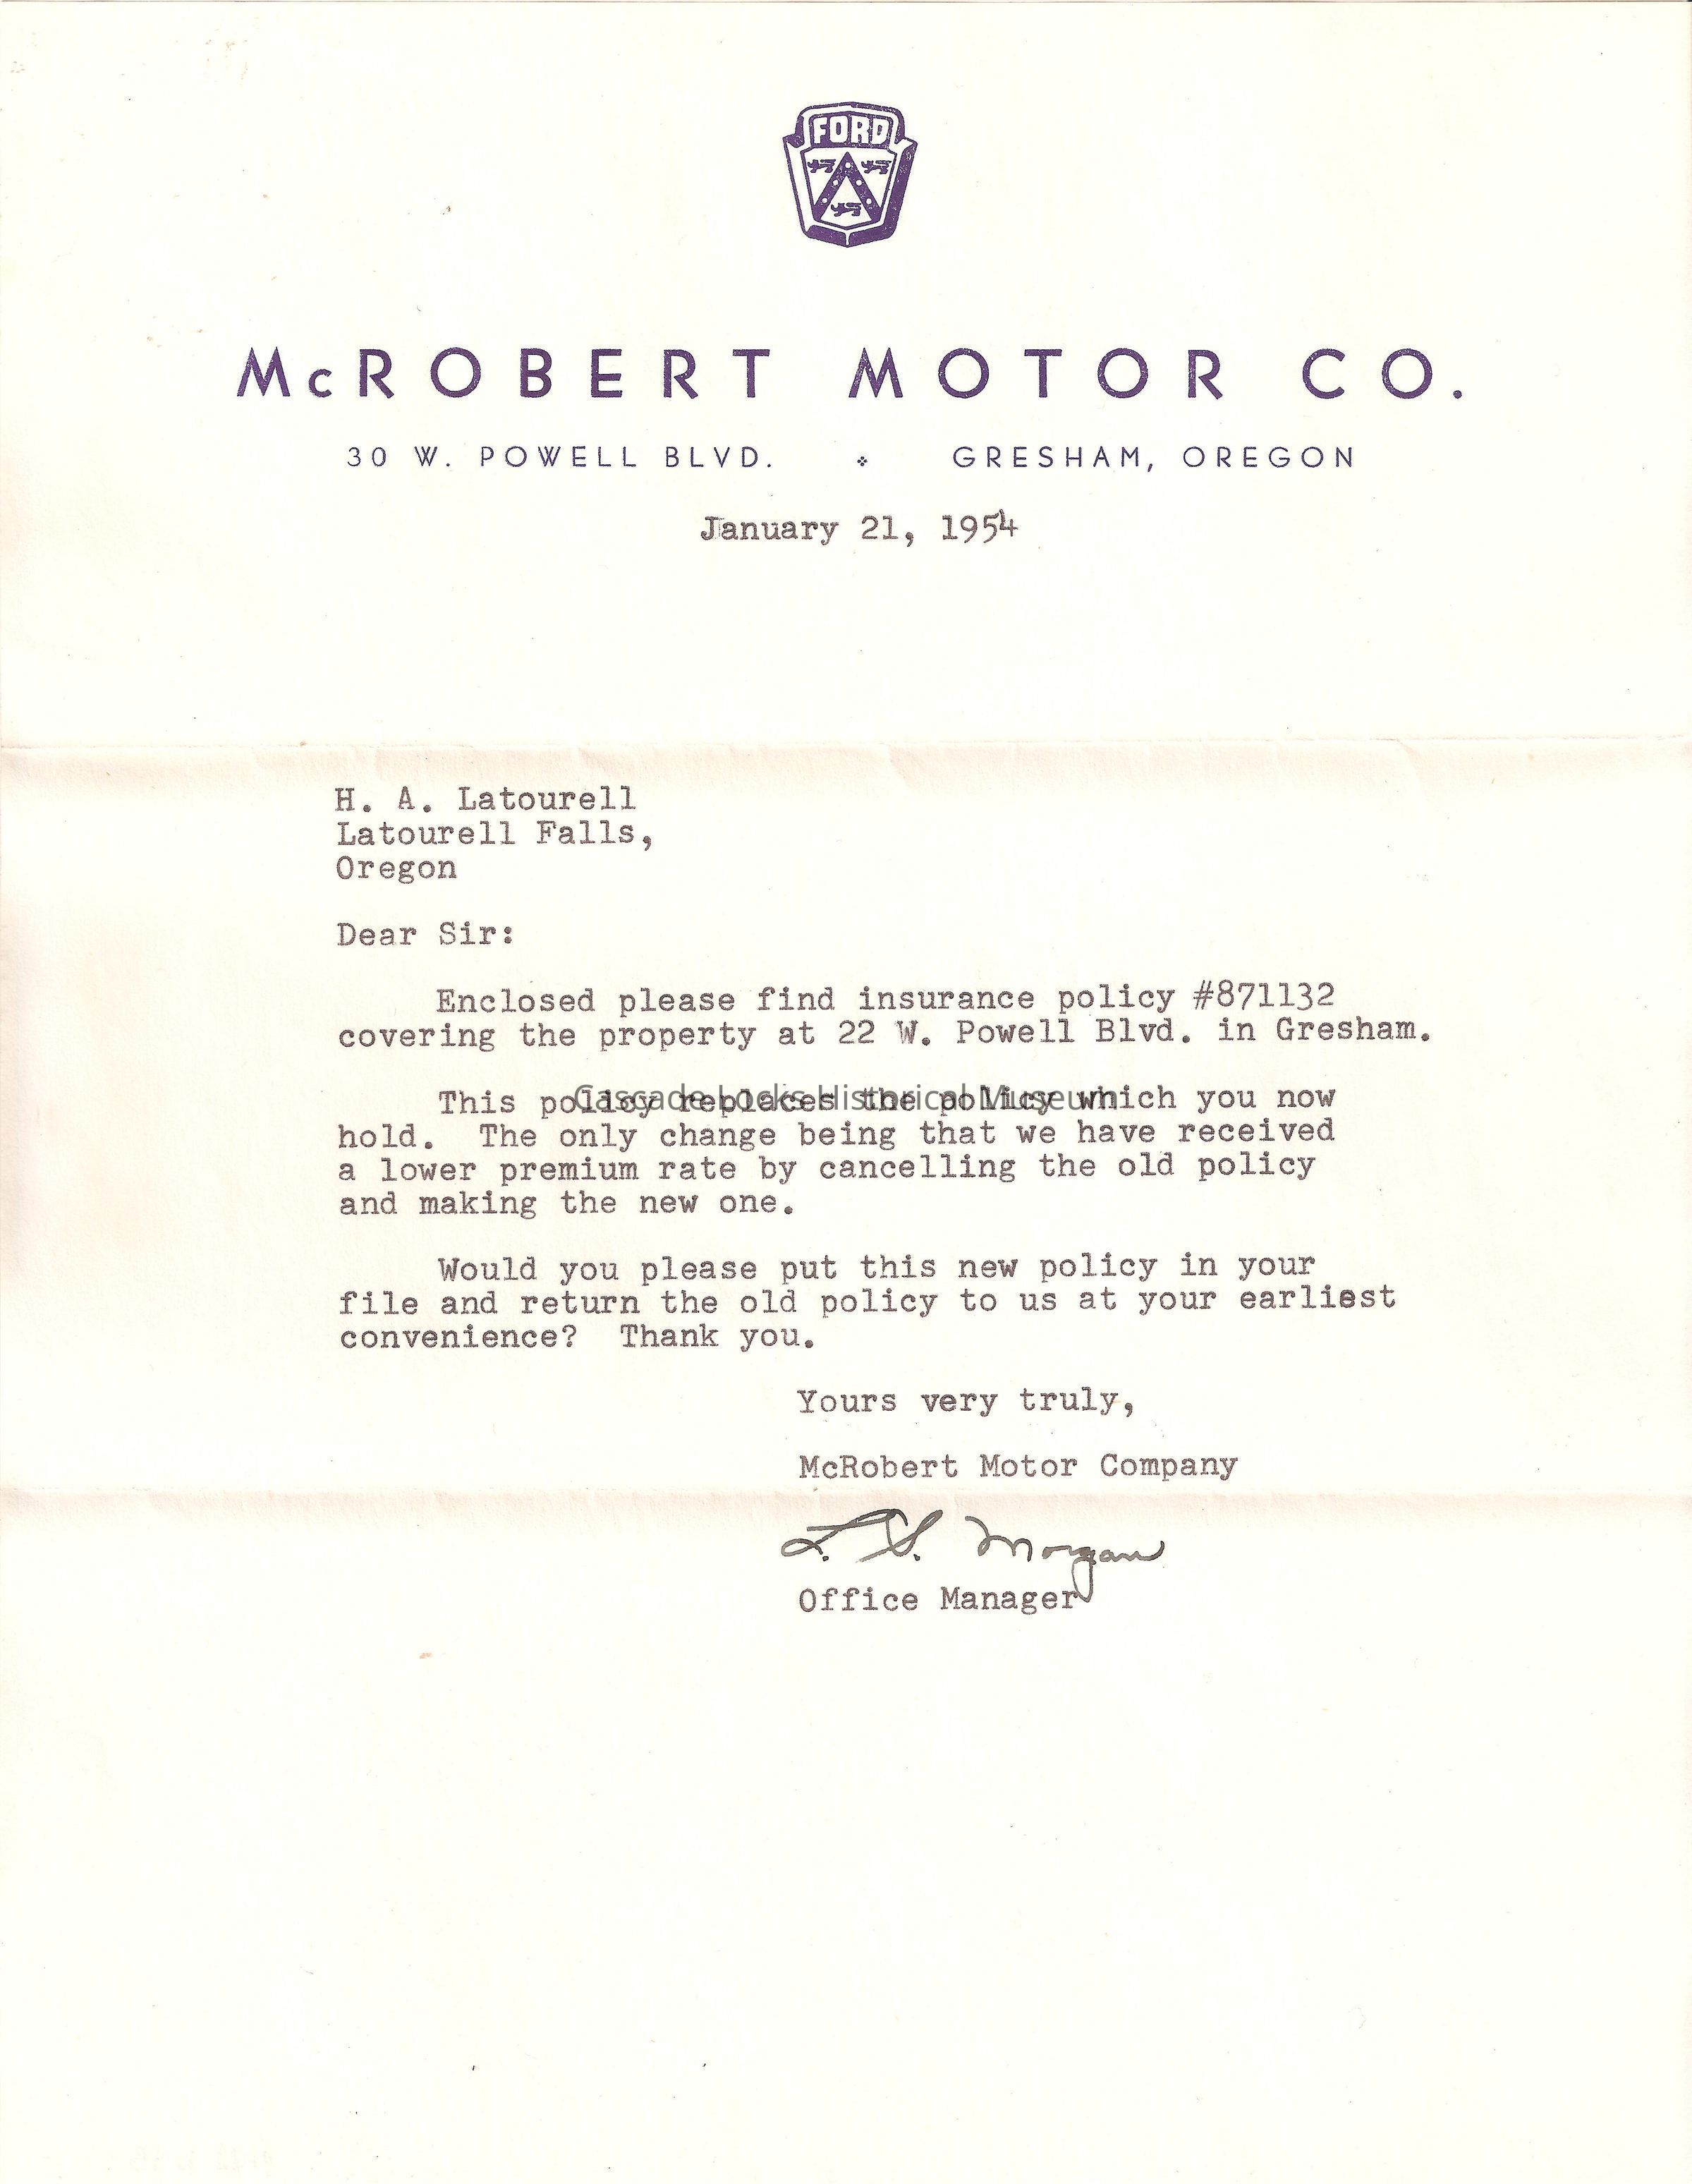 FORD
McROBERT MOTOR CO.
30 W. POWELL BLVD. GRESHAM, OREGON
January 21, 1954
H. A. Latourell
Latourell Falls,
Oregon
Dear Sir:
Enclosed please find insurance policy #871132
covering the property at 22 W. Powell Blvd. in Gresham.
This policy replaces the policy which you now
Cascade Locks Historical Museum
hold. The only change being that we have received
a lower premium rate by cancelling the old policy
and making the new one.
Would you please put this new policy in your
file and return the old policy to us at your earliest
convenience? Thank you.
Yours very truly,
McRobert Motor Company
L. S. Morgan
Office Manager